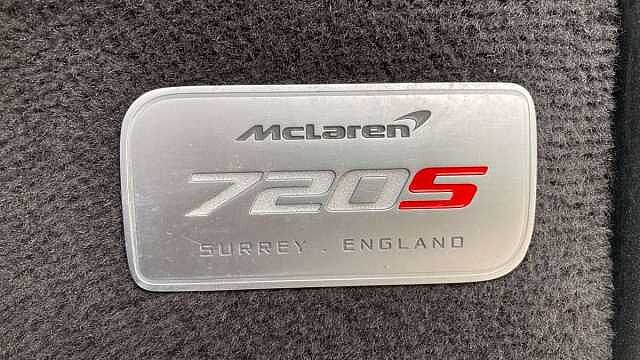 McLaren
720S
SURREY . ENGLAND